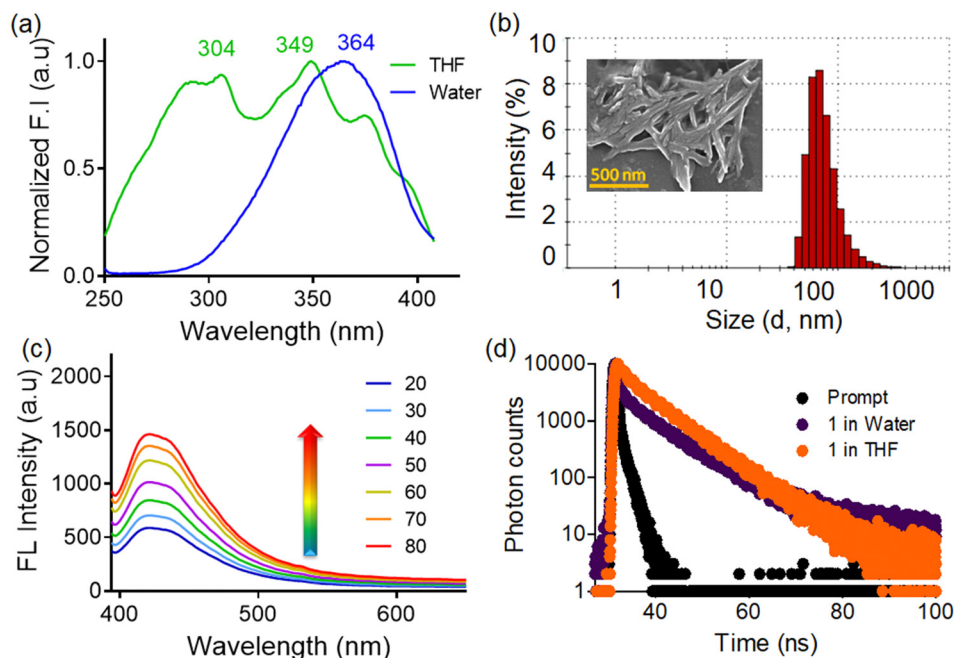 (a)
304
349
364
THF
Water
1.0
0.5
0.0
Normalized F.I (a.u)
250
300
350
400
Wavelength (nm)
(b)
10
8
6
4
2
0
Intensity (%)
500 nm
1
10
100
1000
Size (d, nm)
(c)
2000
1500
1000
500
0
FL Intensity (a.u)
20
30
40
50
60
70
80
400
500
600
Wavelength (nm)
(d)
10000
1000
100
10
1
Photon counts
Prompt
1 in Water
1 in THF
40
60
80
100
Time (ns)